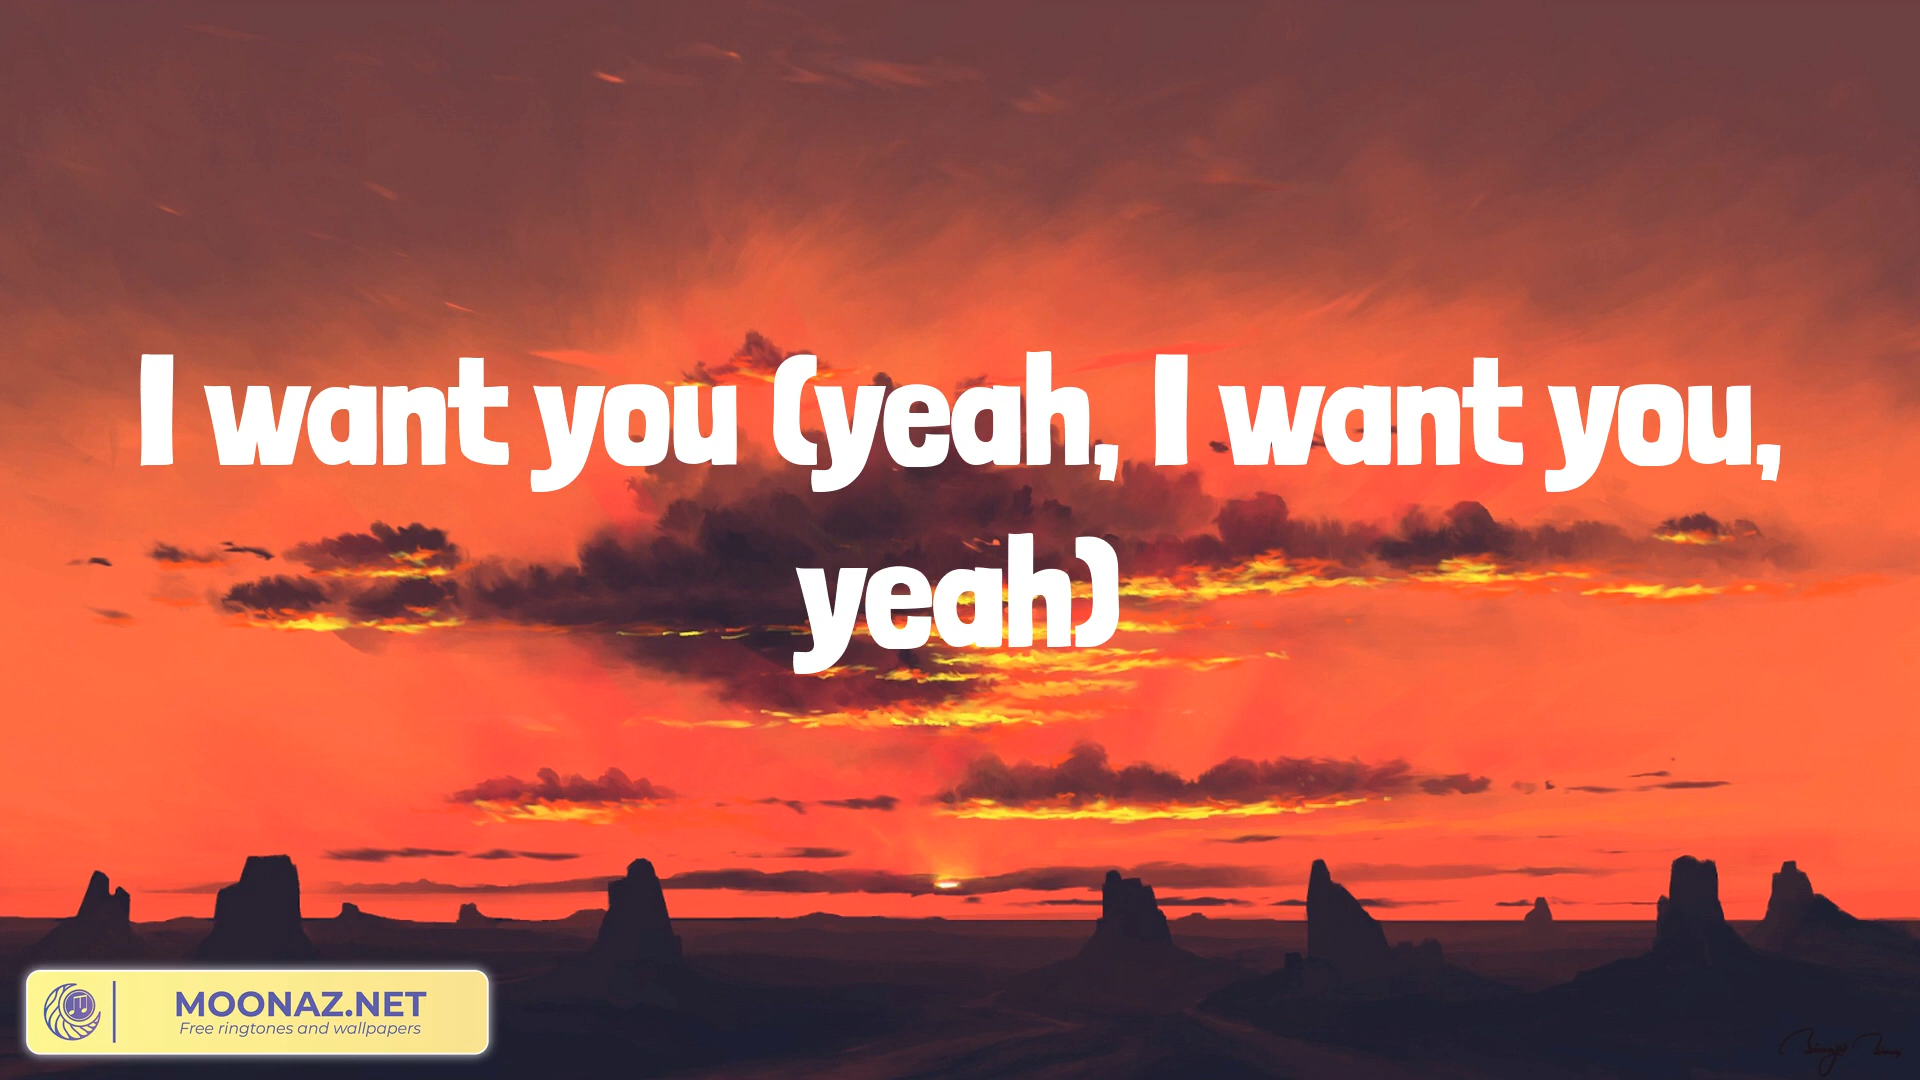 I want you (yeah, I want you,
yeah)
MOONAZ.NET
Free ringtones and wallpapers